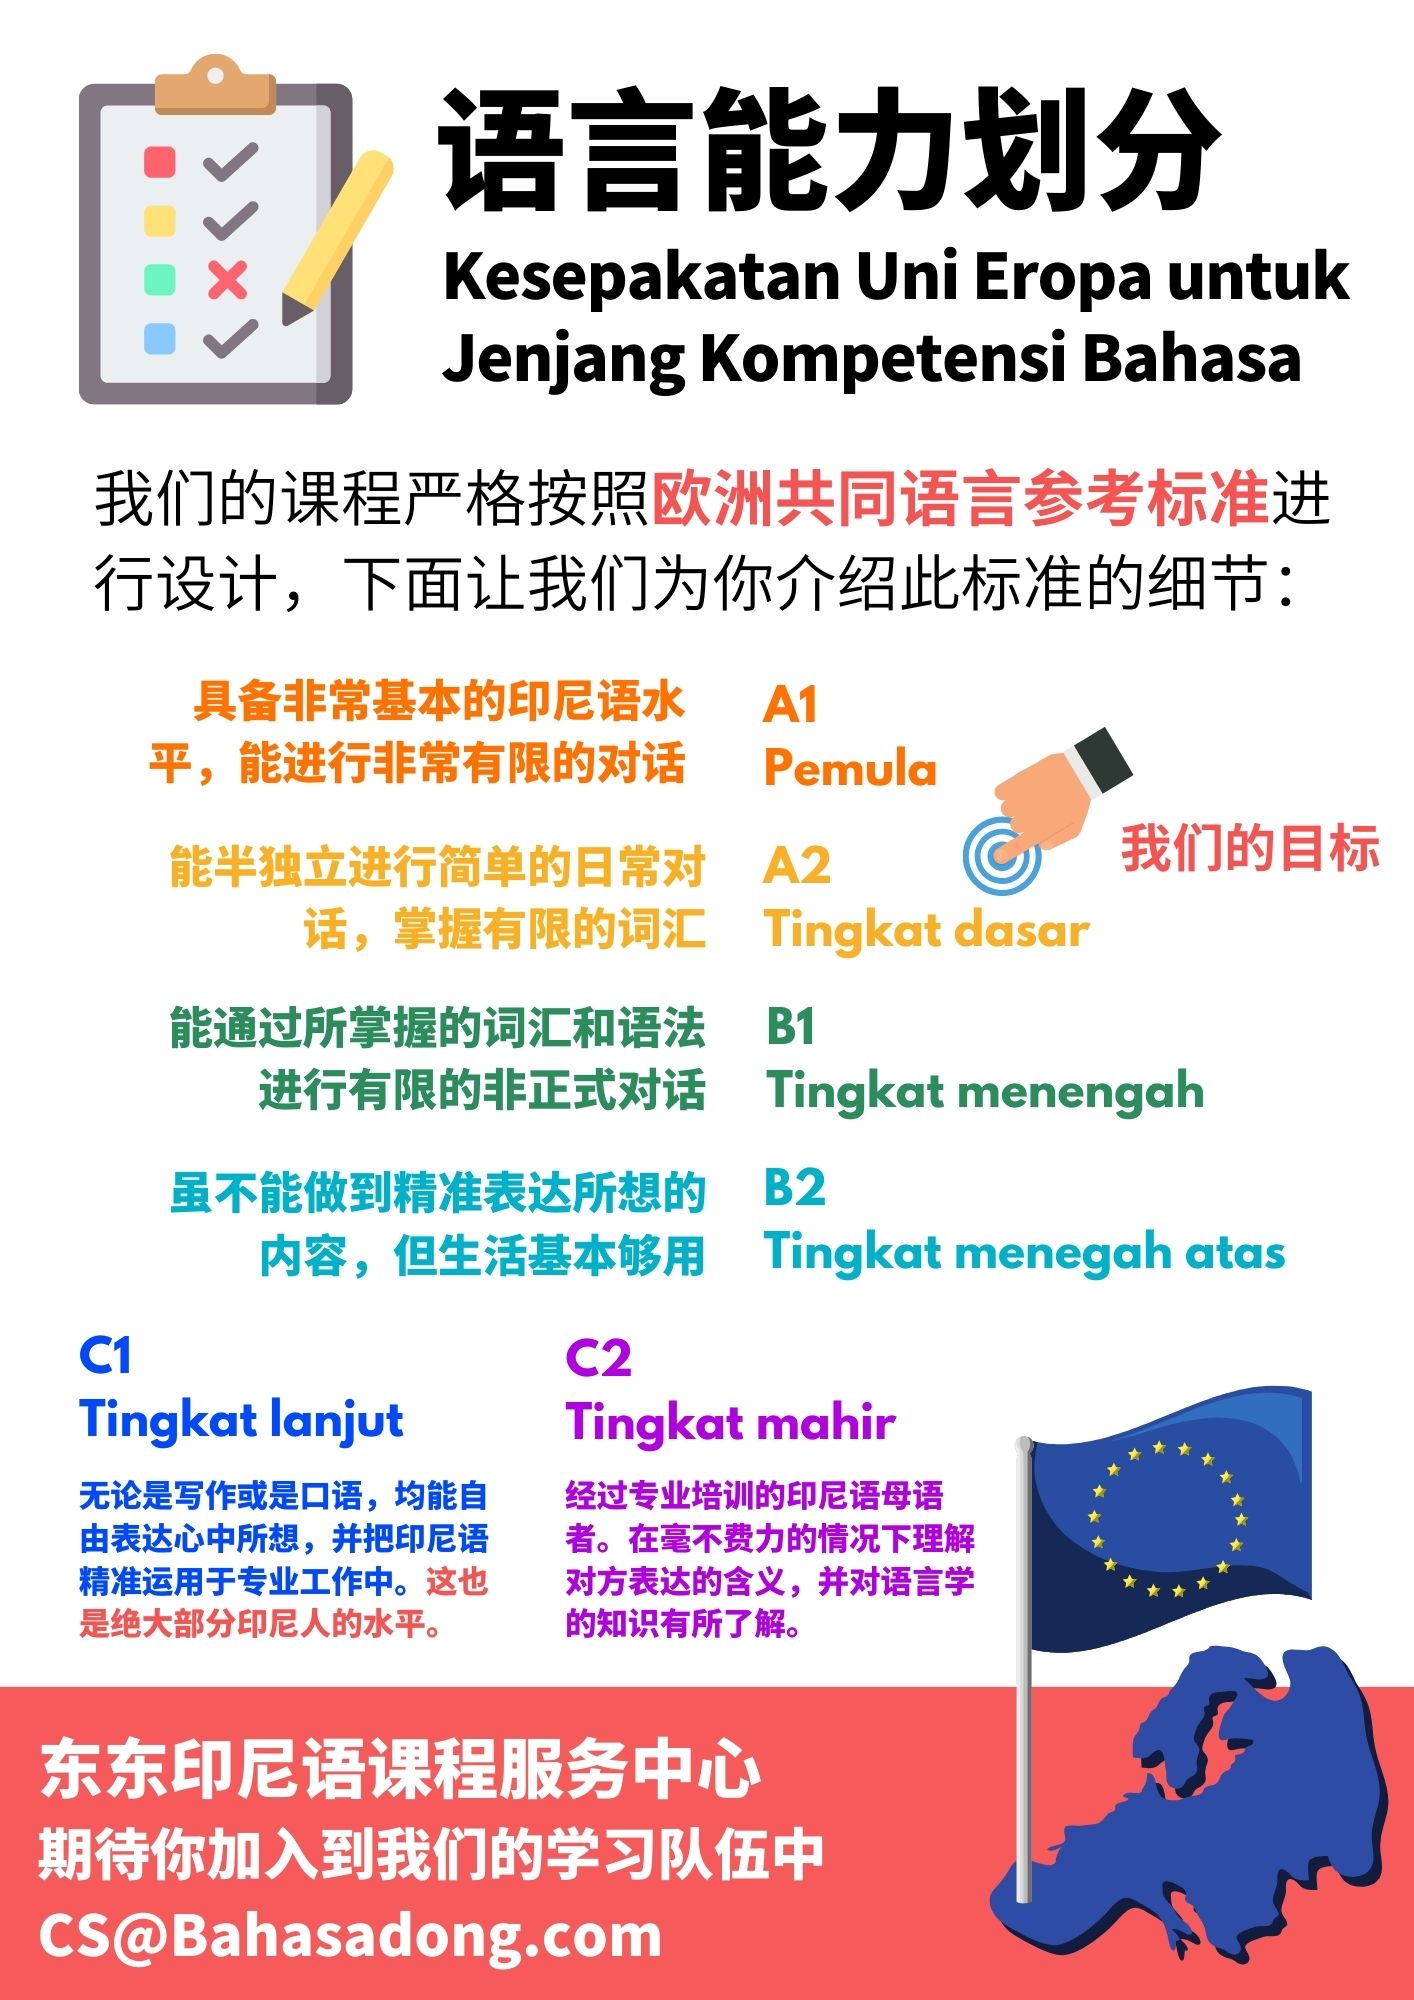 语言能力划分
Kesepakatan Uni Eropa untuk
Jenjang Kompetensi Bahasa
我们的课程严格按照欧洲共同语言参考标准进
行设计，下面让我们为你介绍此标准的细节：
具备非常基本的印尼语水
平，能进行非常有限的对话
A1
Pemula
我们的目标
能半独立进行简单的日常对
话，掌握有限的词汇
A2
Tingkat dasar
能通过所掌握的词汇和语法
进行有限的非正式对话
B1
Tingkat menengah
虽不能做到精准表达所想的
内容，但生活基本够用
B2
Tingkat menegah atas
C1
Tingkat lanjut
无论是写作或是口语，均能自
由表达心中所想，并把印尼语
精准运用于专业工作中。这也
是绝大部分印尼人的水平。
C2
Tingkat mahir
经过专业培训的印尼语母语
者。在毫不费力的情况下理解
对方表达的含义，并对语言学
的知识有所了解。
东东印尼语课程服务中心
期待你加入到我们的学习队伍中
CS@Bahasadong.com